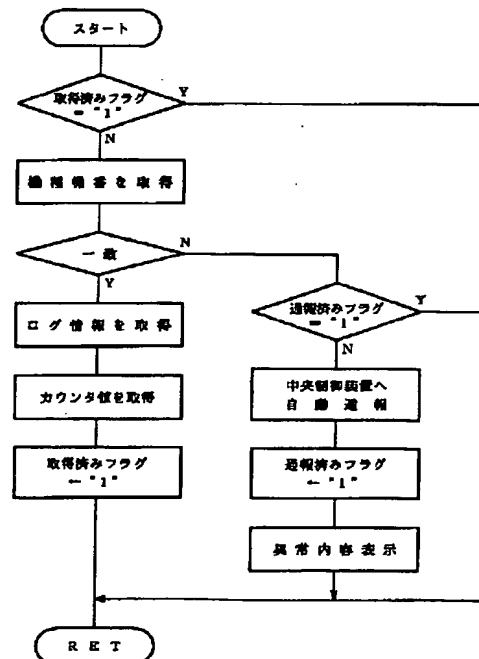 スタート
取得済みフラグ
= "1"
Y
N
機種機番を取得
一致
N
Y
通報済みフラグ
= "1"
Y
N
ログ情報を取得
中央制御装置へ
自動通報
カウンタ値を取得
取得済みフラグ
← "1"
通報済みフラグ
← "1"
異常内容表示
RET